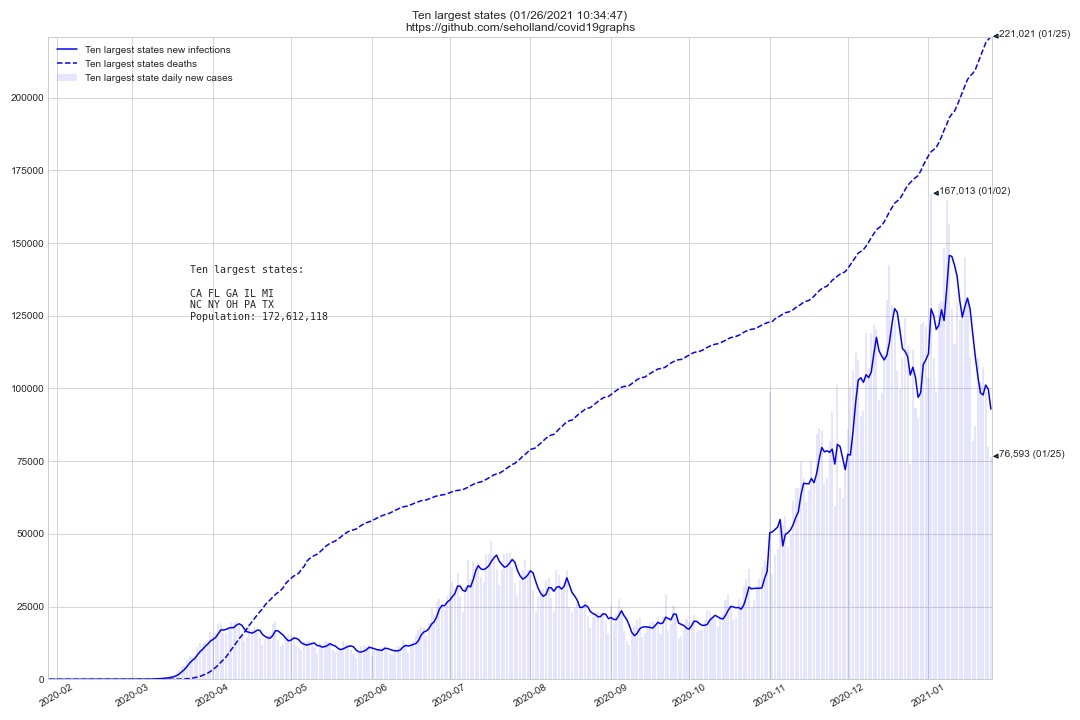 Ten largest states (01/26/2021 10:34:47)
https://github.com/seholland/covid19graphs
Ten largest states new infections
Ten largest states deaths
Ten largest state daily new cases
221,021 (01/25)
200000
175000
167,013 (01/02)
150000
Ten largest states:
CA FL GA IL MI
NC NY OH PA TX
Population: 172,612,118
125000
100000
75000
76,593 (01/25)
50000
25000
0
2020-02
2020-03
2020-04
2020-05
2020-06
2020-07
2020-08
2020-09
2020-10
2020-11
2020-12
2021-01